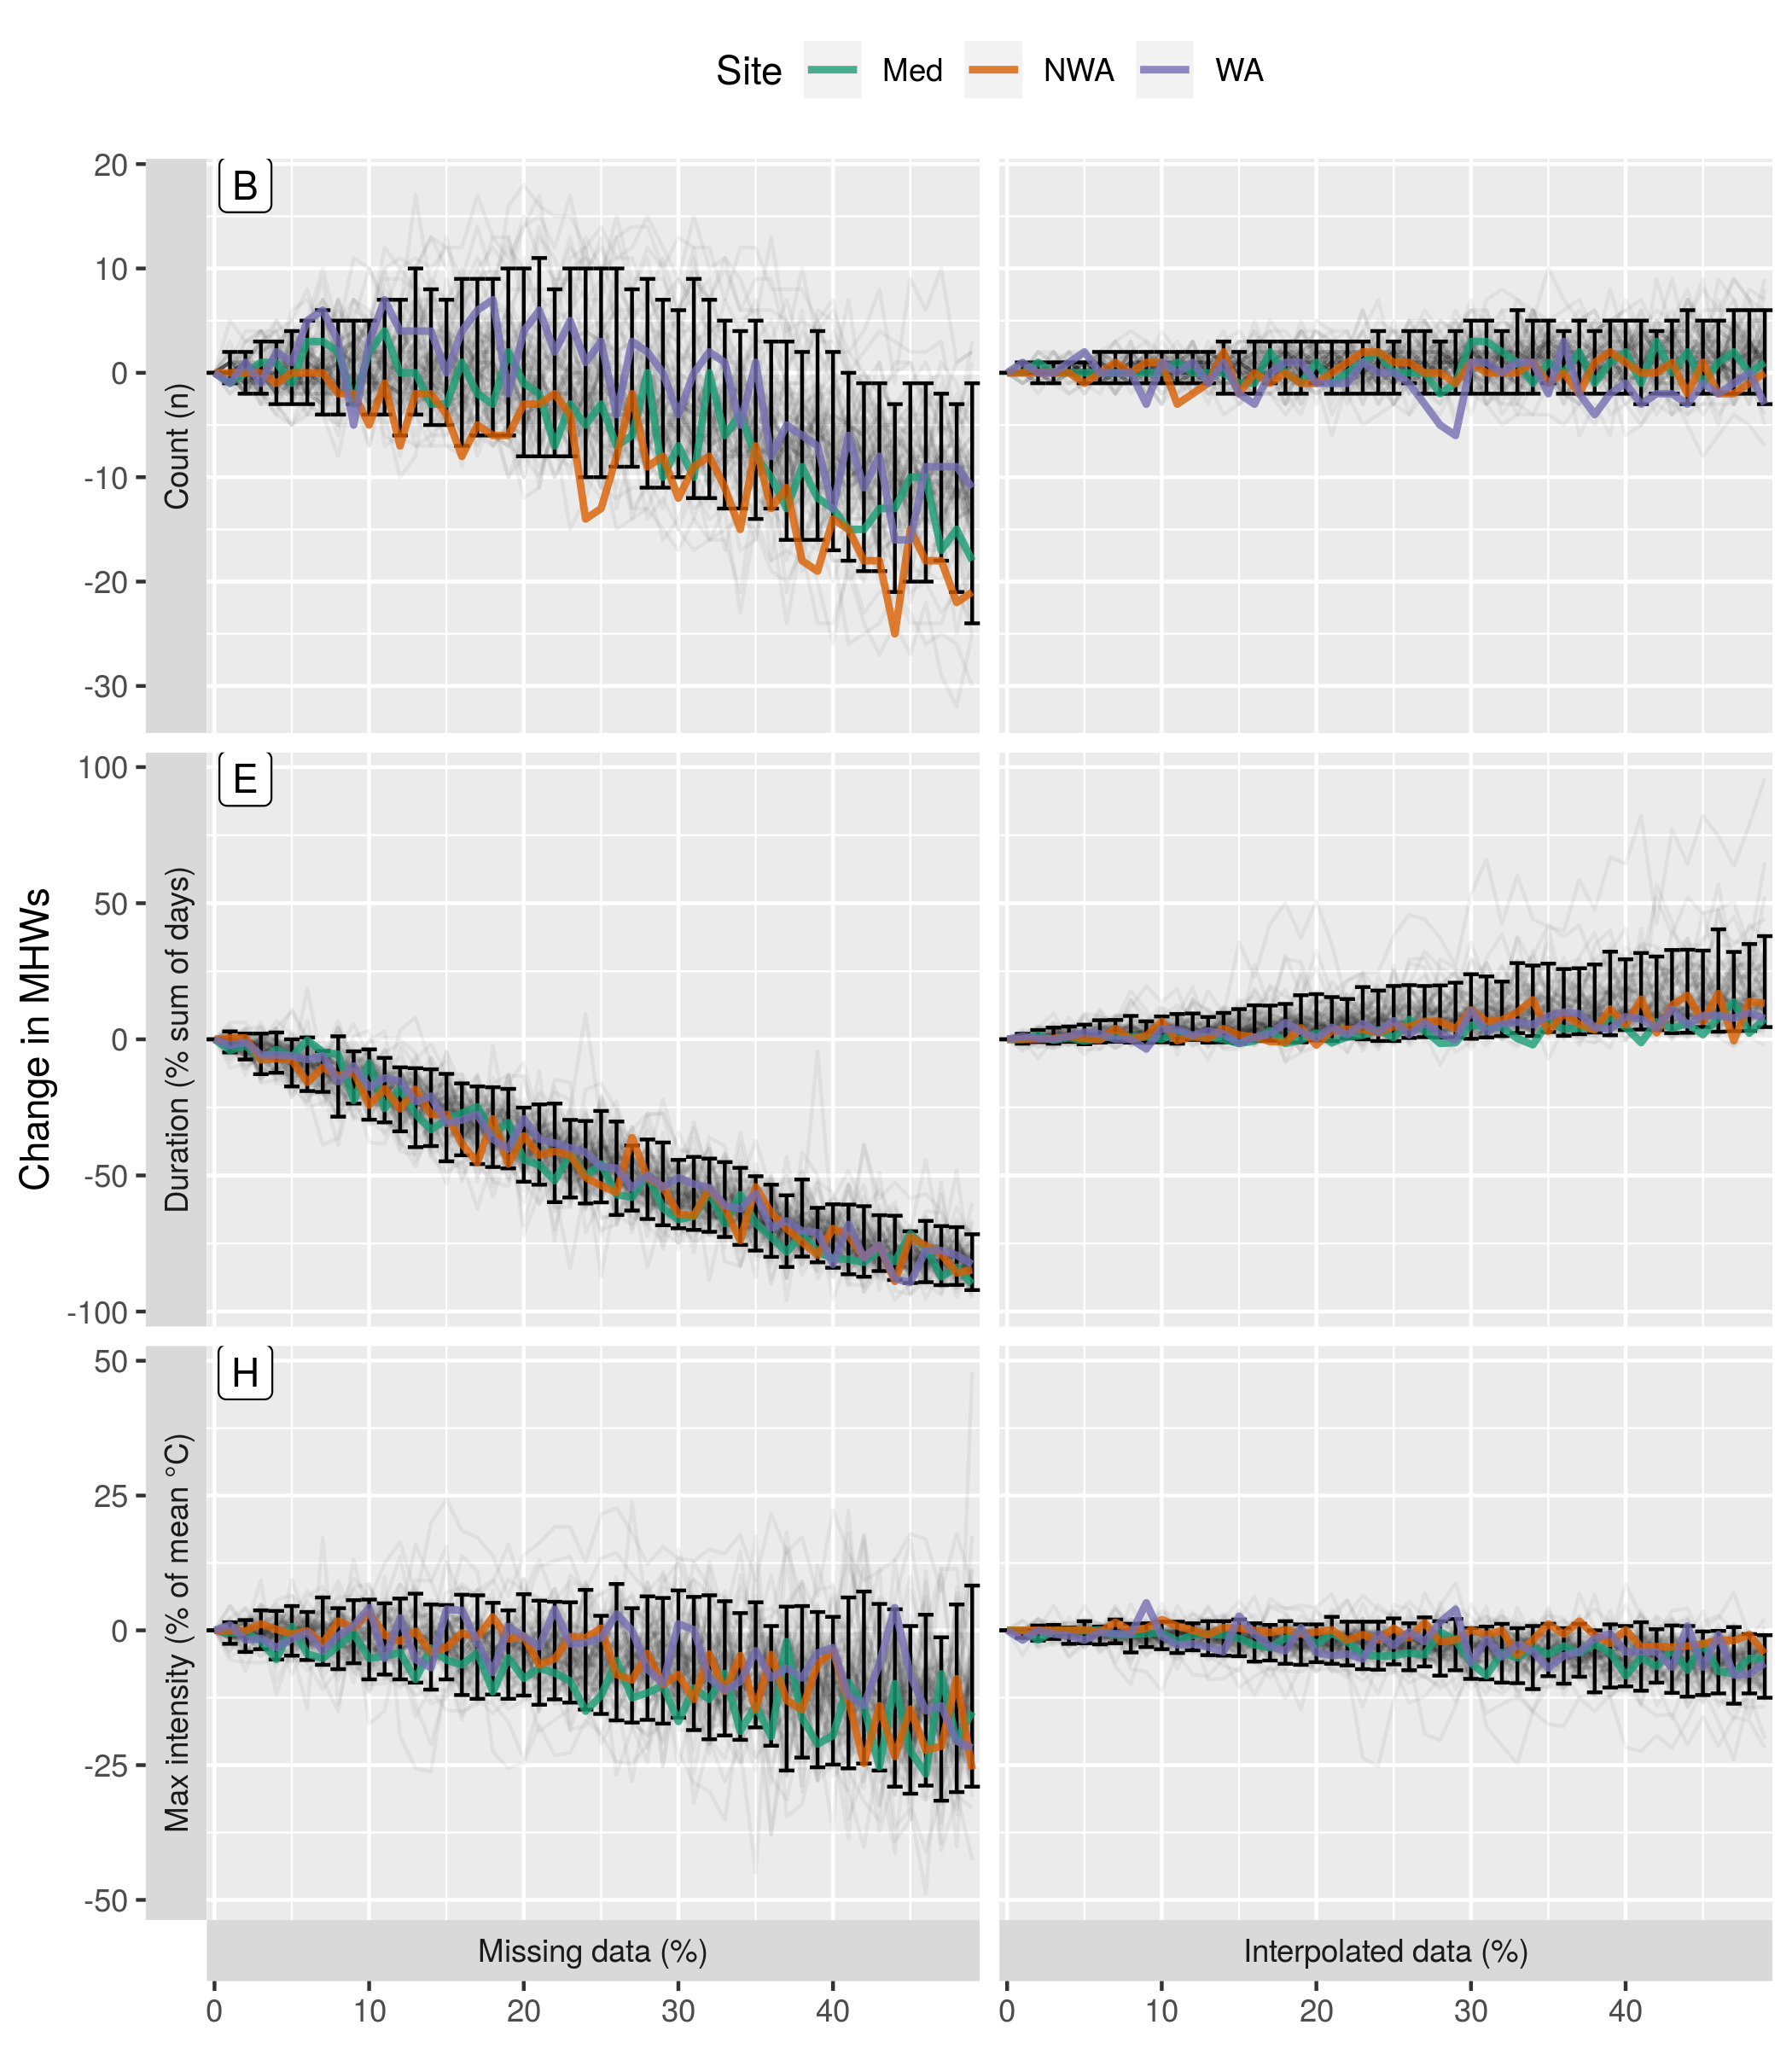 Site Med NWA WA
Change in MHWs
Count (n)
B
20
10
0
-10
-20
-30
Duration (% sum of days)
E
100
50
0
-50
-100
Max intensity (% of mean °C)
H
50
25
0
-25
-50
Missing data (%)
Interpolated data (%)
0 10 20 30 40
0 10 20 30 40